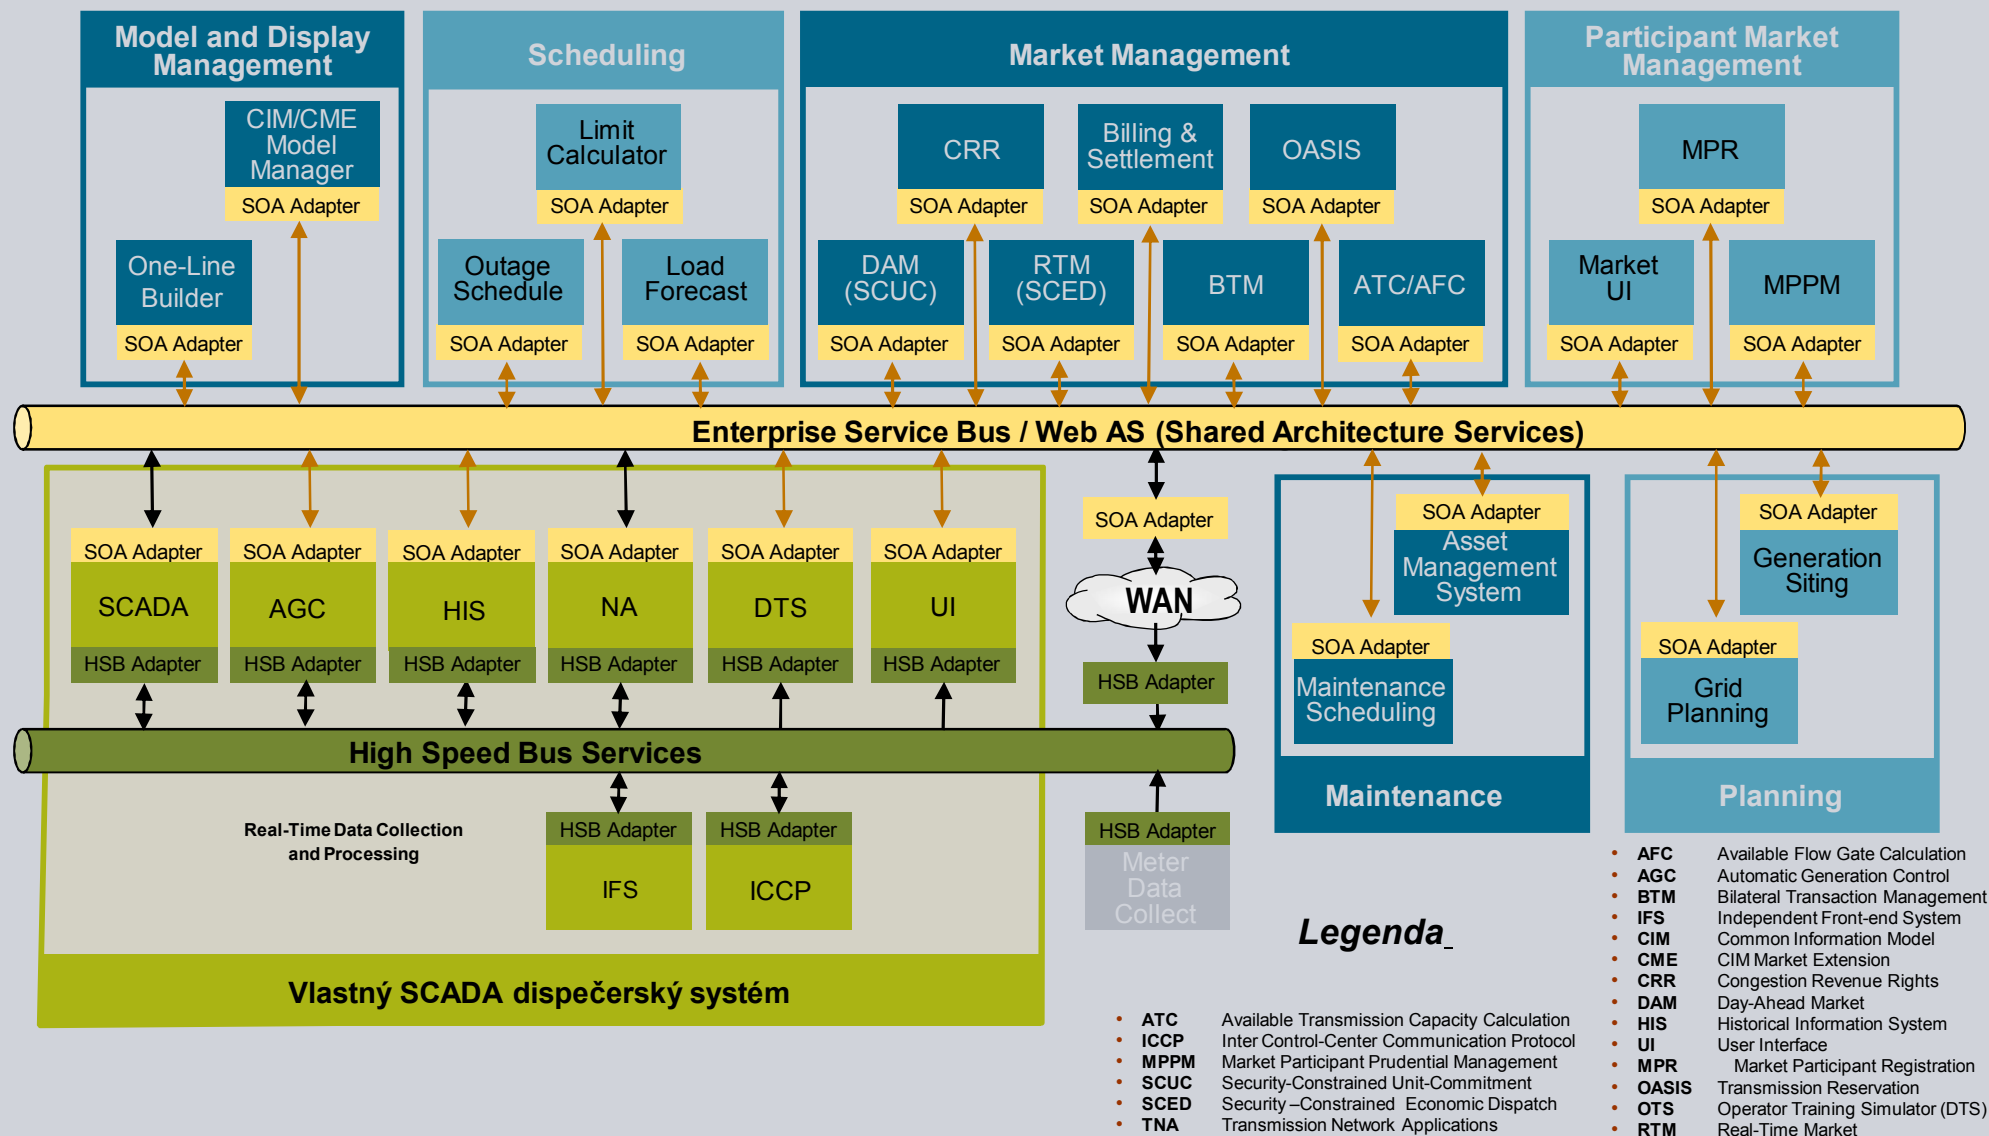 Model and Display
Management
Scheduling
Market Management
Participant Market
Management
CIM/CME
Model
Manager
SOA Adapter
One-Line
Builder
SOA Adapter
Limit
Calculator
SOA Adapter
Outage
Schedule
SOA Adapter
Load
Forecast
SOA Adapter
CRR
SOA Adapter
Billing &
Settlement
SOA Adapter
OASIS
SOA Adapter
DAM
(SCUC)
SOA Adapter
RTM
(SCED)
SOA Adapter
BTM
SOA Adapter
ATC/AFC
SOA Adapter
MPR
SOA Adapter
Market
UI
SOA Adapter
MPPM
SOA Adapter
Enterprise Service Bus / Web AS (Shared Architecture Services)
SOA Adapter
SCADA
HSB Adapter
SOA Adapter
AGC
HSB Adapter
SOA Adapter
HIS
HSB Adapter
SOA Adapter
NA
HSB Adapter
SOA Adapter
DTS
HSB Adapter
SOA Adapter
UI
HSB Adapter
SOA Adapter
WAN
HSB Adapter
SOA Adapter
Asset
Management
System
SOA Adapter
Maintenance
Scheduling
Maintenance
SOA Adapter
Generation
Siting
SOA Adapter
Grid
Planning
Planning
High Speed Bus Services
Real-Time Data Collection
and Processing
HSB Adapter
IFS
HSB Adapter
ICCP
HSB Adapter
Meter
Data
Collect
Vlastný SCADA dispečerský systém
Legenda
• ATC Available Transmission Capacity Calculation
• ICCP Inter Control-Center Communication Protocol
• MPPM Market Participant Prudential Management
• SCUC Security-Constrained Unit-Commitment
• SCED Security –Constrained Economic Dispatch
• TNA Transmission Network Applications
• AFC Available Flow Gate Calculation
• AGC Automatic Generation Control
• BTM Bilateral Transaction Management
• IFS Independent Front-end System
• CIM Common Information Model
• CME CIM Market Extension
• CRR Congestion Revenue Rights
• DAM Day-Ahead Market
• HIS Historical Information System
• UI User Interface
• MPR Market Participant Registration
• OASIS Transmission Reservation
• OTS Operator Training Simulator (DTS)
• RTM Real-Time Market